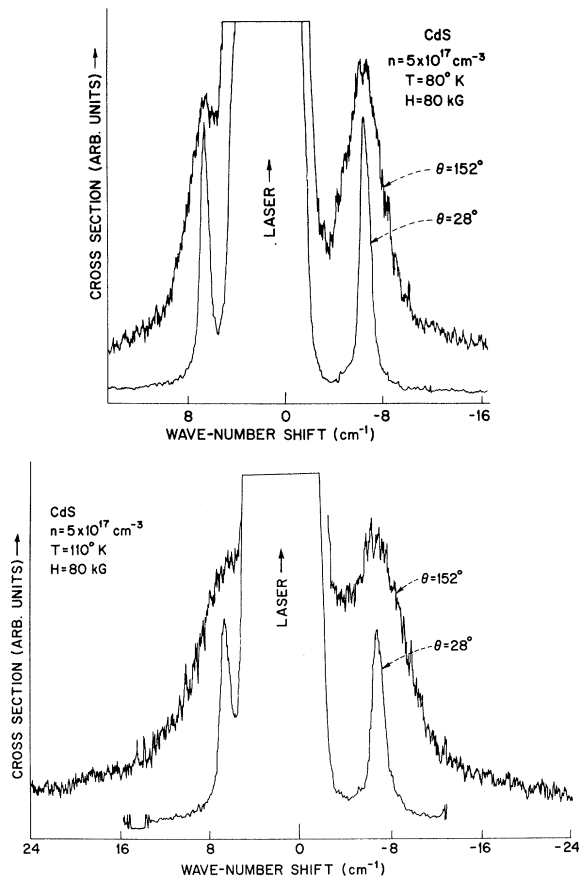 CdS
n=5x10¹⁷cm⁻³
T=80° K
H=80 kG
CROSS SECTION (ARB. UNITS) →
LASER →
θ=152°
θ=28°
8 0 -8 -16
WAVE-NUMBER SHIFT (cm⁻¹)
CdS
n=5x10¹⁷cm⁻³
T=110° K
H=80 kG
CROSS SECTION (ARB. UNITS) →
LASER →
θ=152°
θ=28°
24 16 8 0 -8 -16 -24
WAVE-NUMBER SHIFT (cm⁻¹)